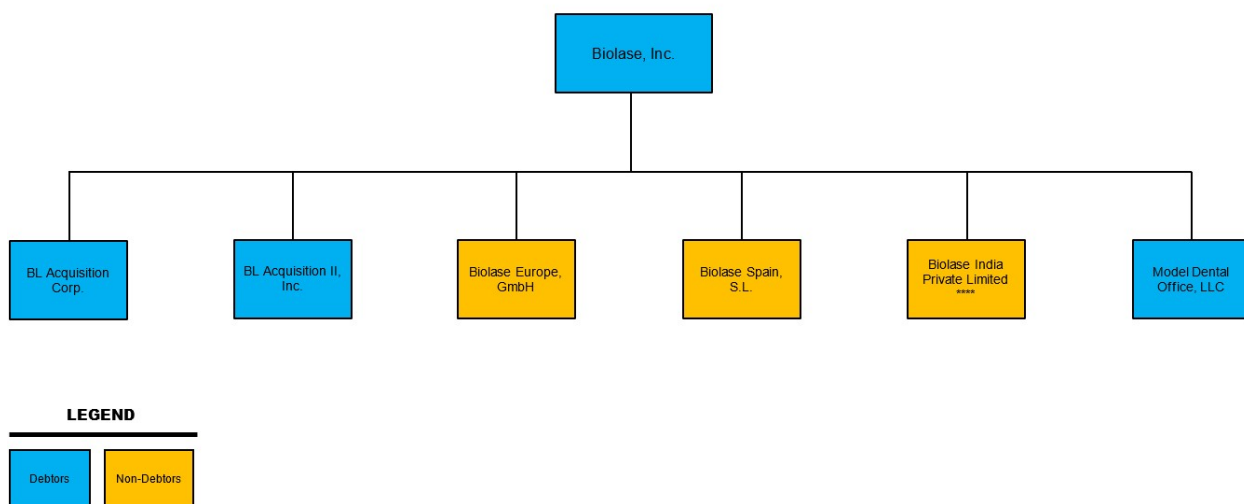 Biolase, Inc.
BL Acquisition
Corp.
BL Acquisition II,
Inc.
Biolase Europe,
GmbH
Biolase Spain,
S.L.
Biolase India
Private Limited
****
Model Dental
Office, LLC
LEGEND
Debtors
Non-Debtors